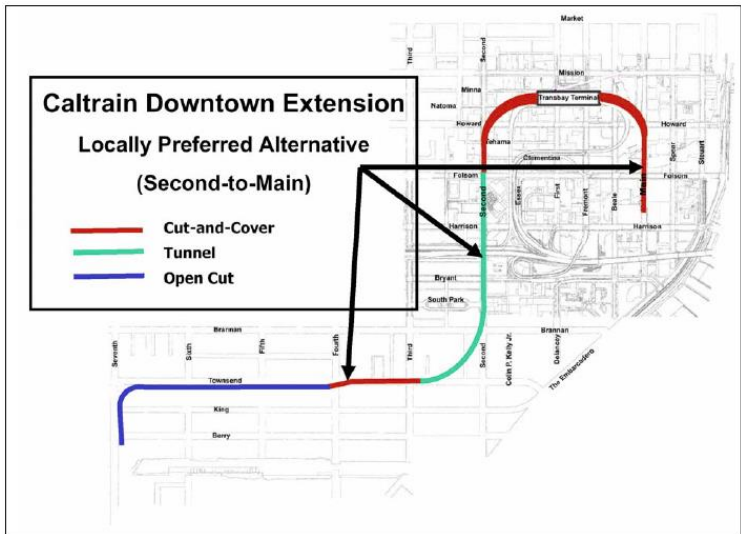 Market
Third
Second
Mission
Minna
Natoma
Transbay Terminal
Howard
Howard
Tehama
Clementina
Spear
Steuart
Folsom
Folsom
Main
Second
Essex
First
Fremont
Beale
Harrison
Harrison
Bryant
South Park
Caltrain Downtown Extension
Locally Preferred Alternative
(Second-to-Main)
Cut-and-Cover
Tunnel
Open Cut
Brannan
Brannan
Seventh
Sixth
Fifth
Fourth
Third
Second
Colin P. Kelly Jr.
Delancey
The Embarcadero
Townsend
King
Berry